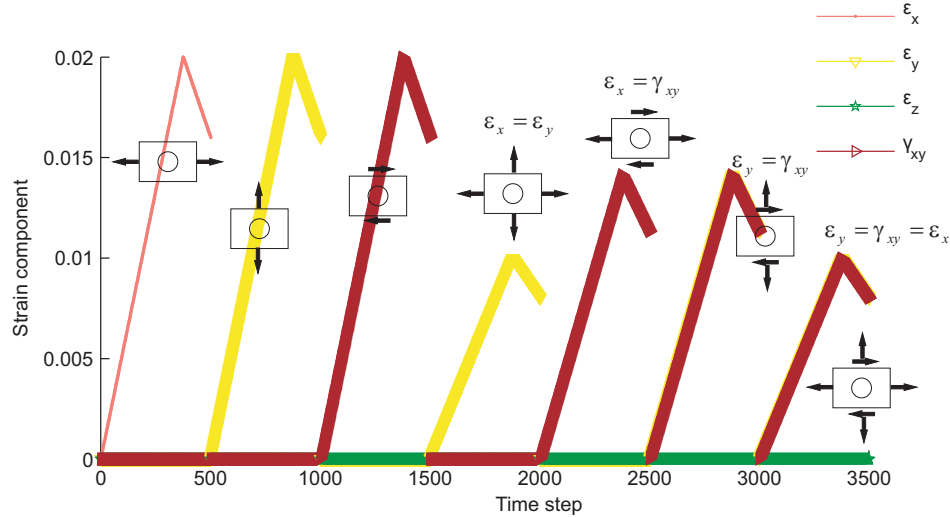 ε_x
ε_y
ε_z
γ_xy
0.02
0.015
0.01
0.005
0
Strain component
ε_x = ε_y
ε_x = γ_xy
ε_y = γ_xy
ε_y = γ_xy = ε_x
0 500 1000 1500 2000 2500 3000 3500
Time step